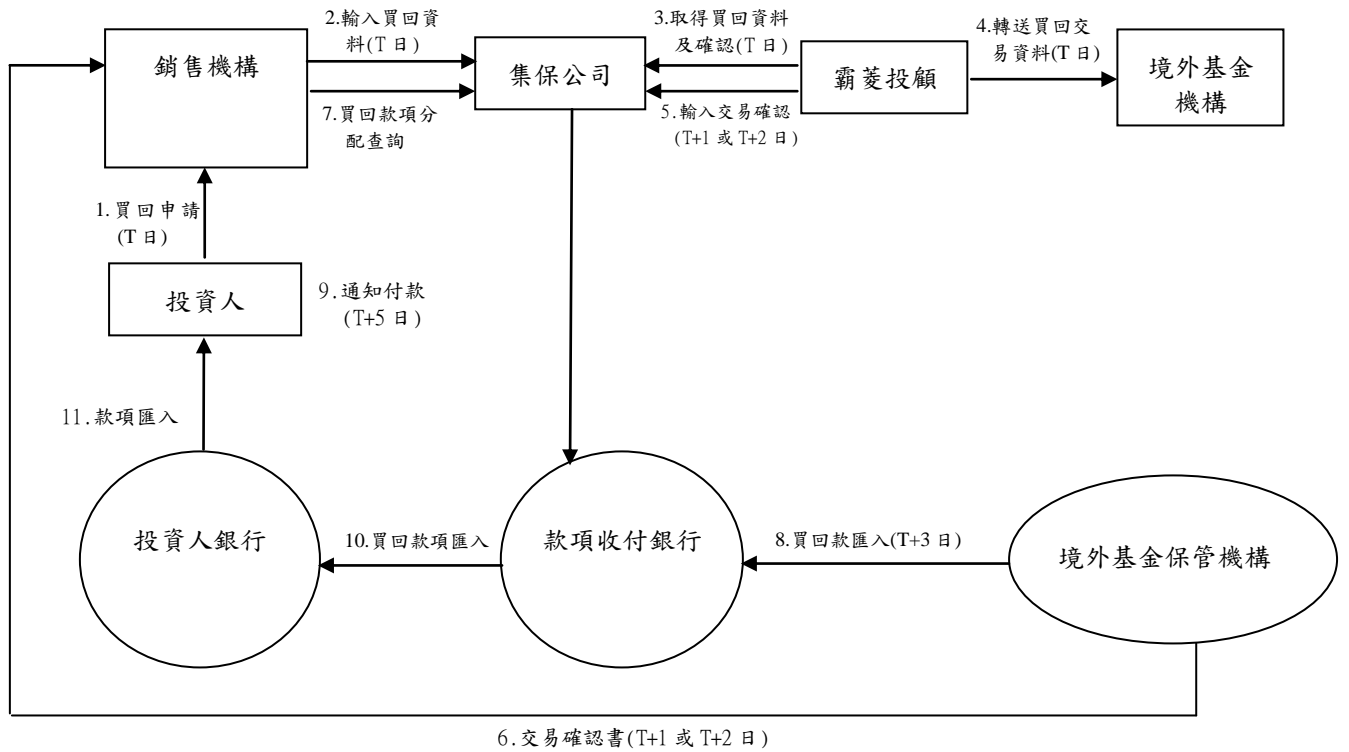 2.輸入買回資
料(T 日)
3.取得買回資料
及確認(T 日)
4.轉送買回交
易資料(T 日)
銷售機構
集保公司
霸菱投顧
境外基金
機構
7.買回款項分
配查詢
5.輸入交易確認
(T+1 或 T+2 日)
1.買回申請
(T 日)
投資人
9.通知付款
(T+5 日)
11.款項匯入
投資人銀行
10.買回款項匯入
款項收付銀行
8.買回款匯入(T+3 日)
境外基金保管機構
6.交易確認書(T+1 或 T+2 日)